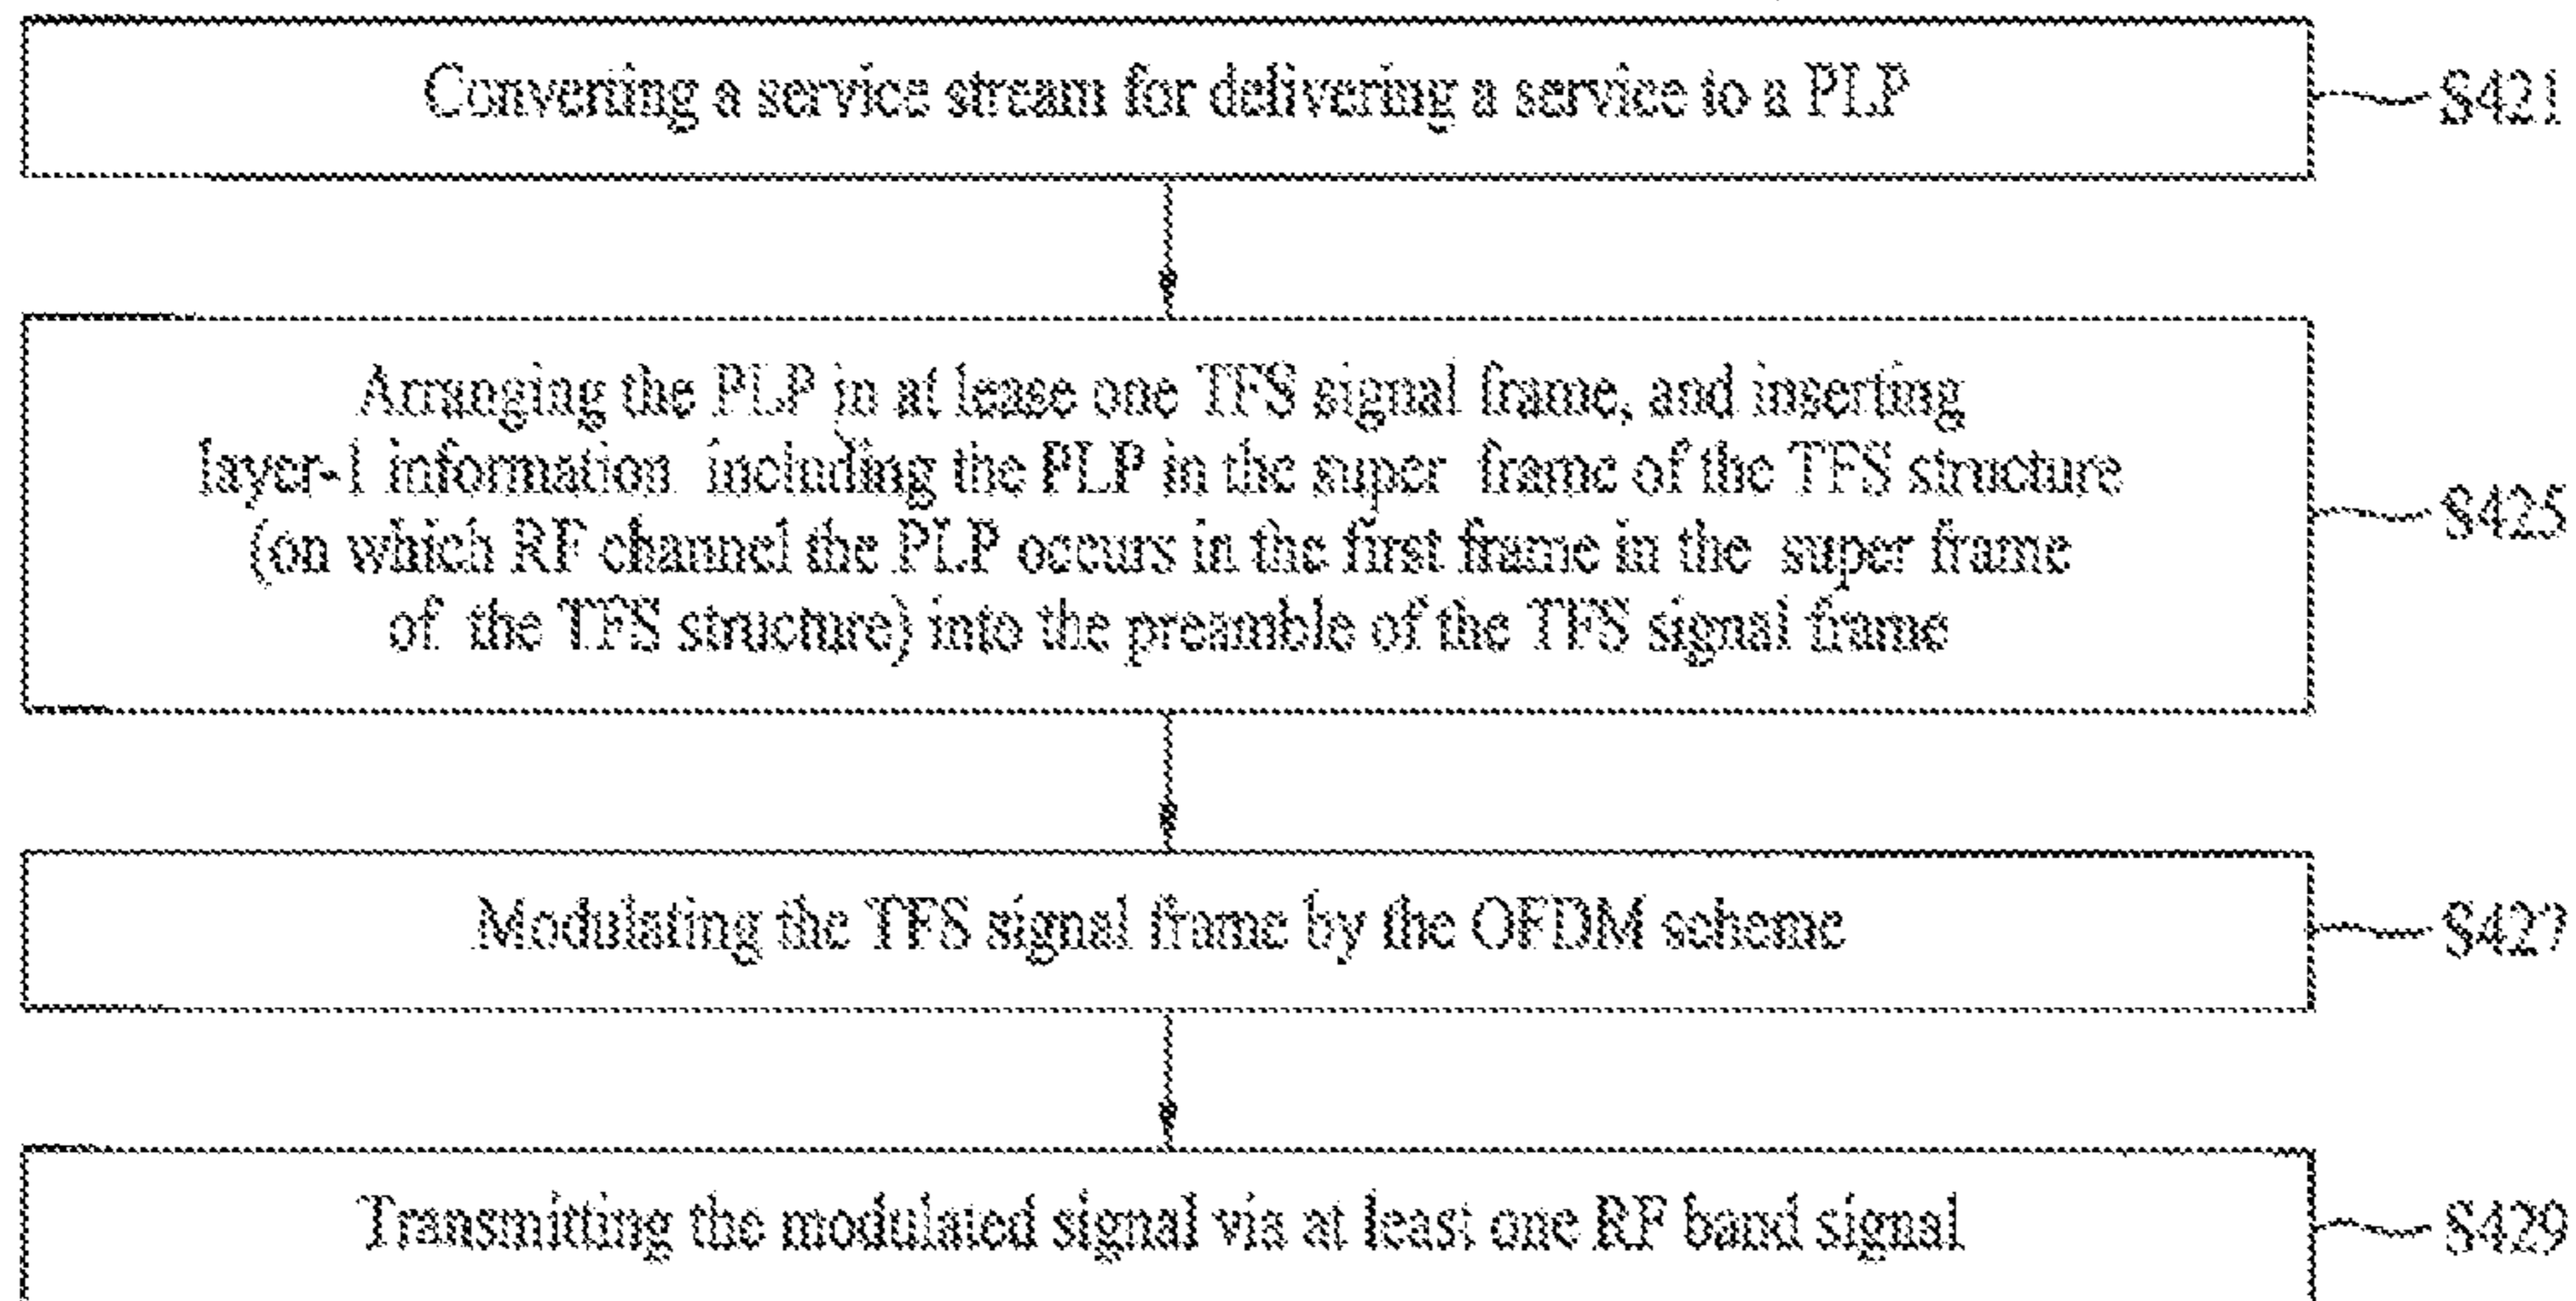 Converting a service stream for delivering a service to a PLP
S421
Arranging the PLP in at lease one TFS signal frame, and inserting
layer-1 information including the PLP in the super frame of the TFS structure
(on which RF channel the PLP occurs in the first frame in the super frame
of the TFS structure) into the preamble of the TFS signal frame
S425
Modulating the TFS signal frame by the OFDM scheme
S427
Transmitting the modulated signal via at least one RF band signal
S429